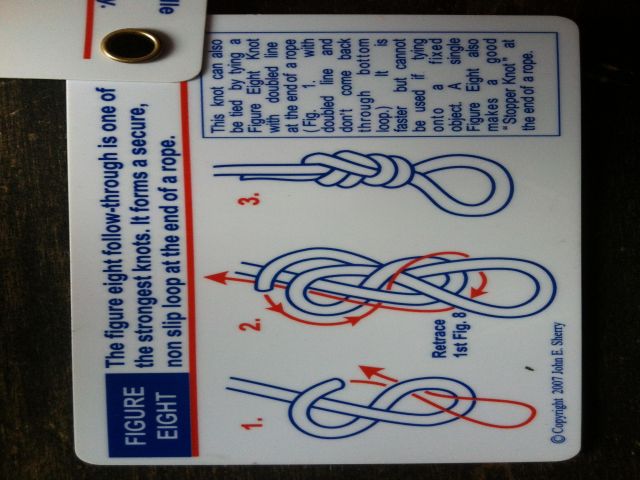 FIGURE
EIGHT
The figure eight follow-through is one of
the strongest knots. It forms a secure,
non slip loop at the end of a rope.
1.
2.
3.
Retrace
1st Fig. 8
This knot can also
be tied by tying a
Figure Eight Knot
with doubled line
at the end of a rope
(Fig. 1. with
doubled line and
don't come back
through bottom
loop.) It is
faster but cannot
be used if tying
onto a fixed
object. A single
Figure Eight also
makes a good
"Stopper Knot" at
the end of a rope.
© Copyright 2007 John E. Sherry